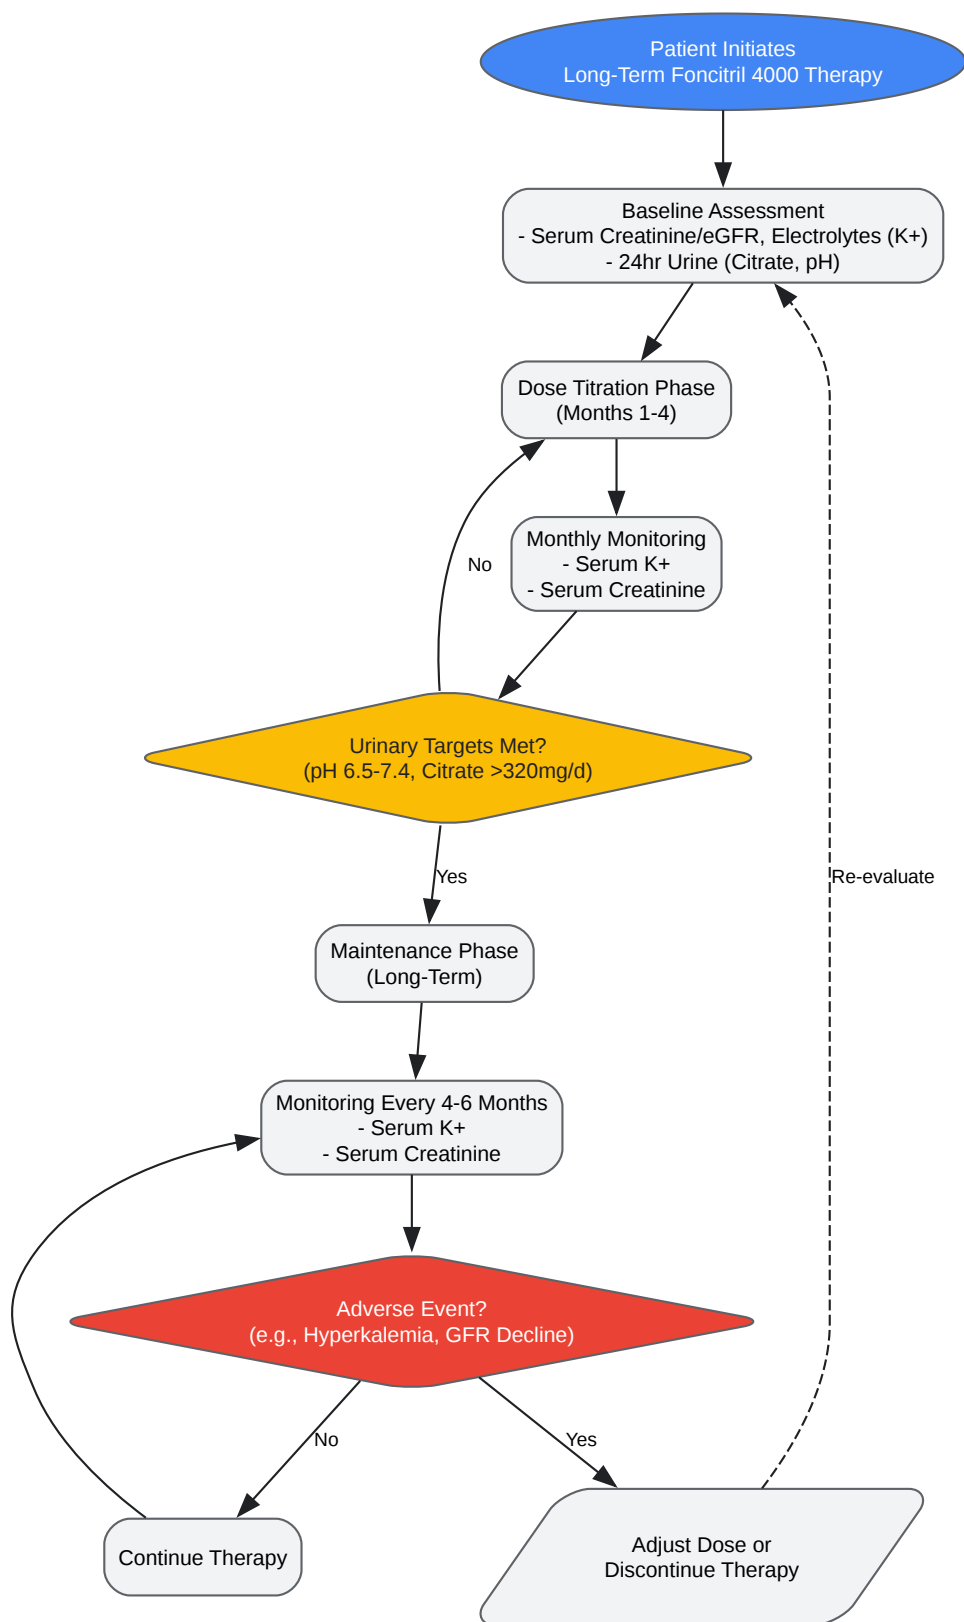 Patient Initiates
Long-Term Foncitril 4000 Therapy
Baseline Assessment
- Serum Creatinine/eGFR, Electrolytes (K+)
- 24hr Urine (Citrate, pH)
Dose Titration Phase
(Months 1-4)
Monthly Monitoring
- Serum K+
- Serum Creatinine
No
Urinary Targets Met?
(pH 6.5-7.4, Citrate >320mg/d)
Yes
Re-evaluate
Maintenance Phase
(Long-Term)
Monitoring Every 4-6 Months
- Serum K+
- Serum Creatinine
Adverse Event?
(e.g., Hyperkalemia, GFR Decline)
No
Yes
Continue Therapy
Adjust Dose or
Discontinue Therapy